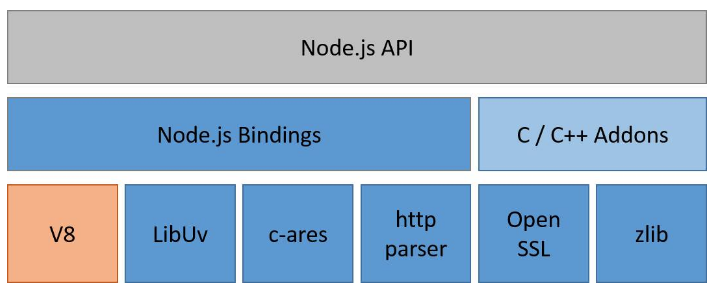 Node.js API
Node.js Bindings
C / C++ Addons
V8
LibUv
c-ares
http
parser
Open
SSL
zlib